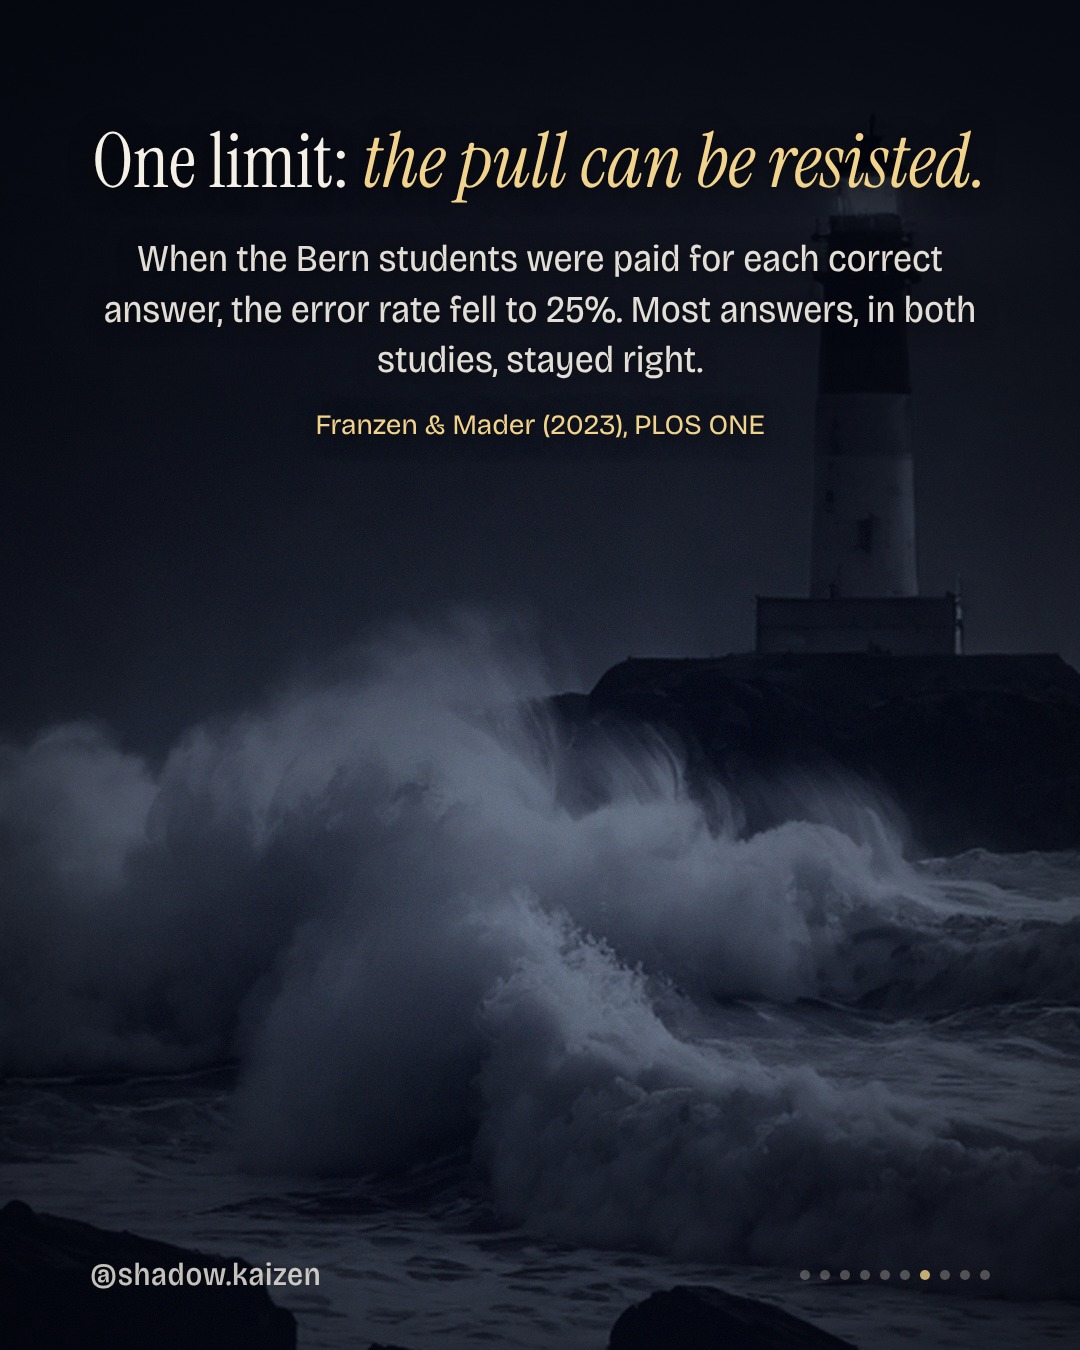 One limit: the pull can be resisted.
When the Bern students were paid for each correct
answer, the error rate fell to 25%. Most answers, in both
studies, stayed right.
Franzen & Mader (2023), PLOS ONE
@shadow.kaizen